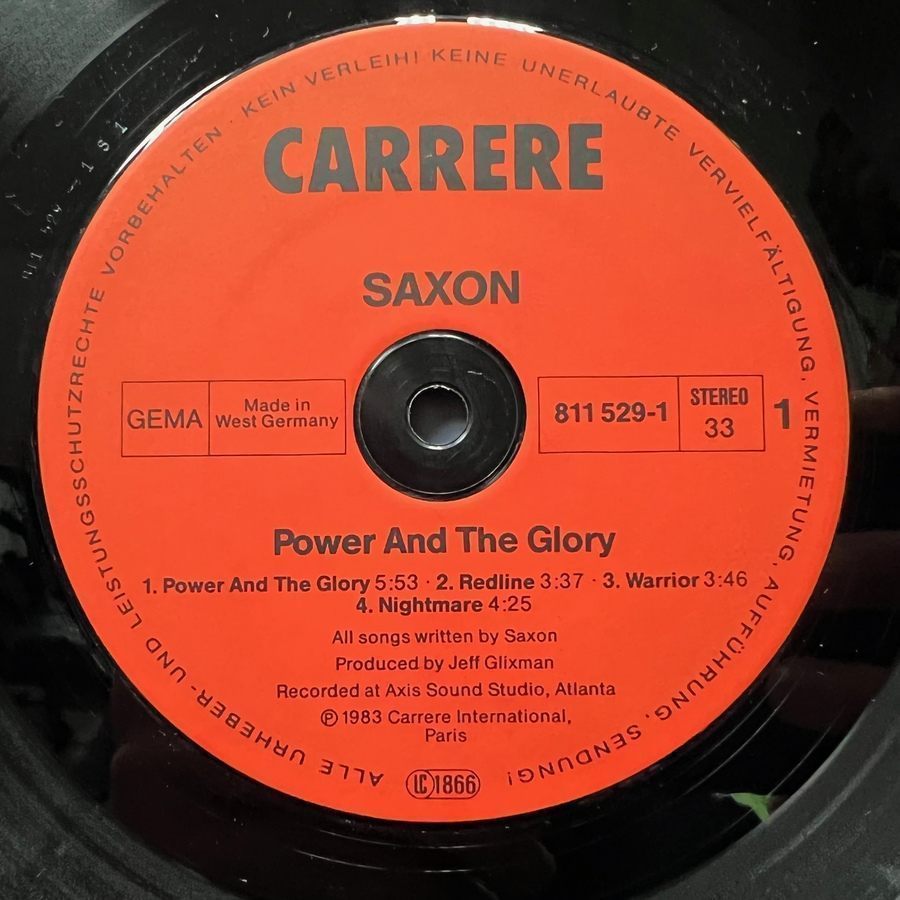 ALLE URHEBER- UND LEISTUNGSSCHUTZRECHTE VORBEHALTEN · KEIN VERLEIH! KEINE UNERLAUBTE VERVIELFÄLTIGUNG, VERMIETUNG, AUFFÜHRUNG, SENDUNG!
CARRERE
SAXON
GEMA
Made in
West Germany
811 529-1
STEREO
33
1
Power And The Glory
1. Power And The Glory 5:53 · 2. Redline 3:37 · 3. Warrior 3:46
4. Nightmare 4:25
All songs written by Saxon
Produced by Jeff Glixman
Recorded at Axis Sound Studio, Atlanta
℗ 1983 Carrere International,
Paris
LC 1866